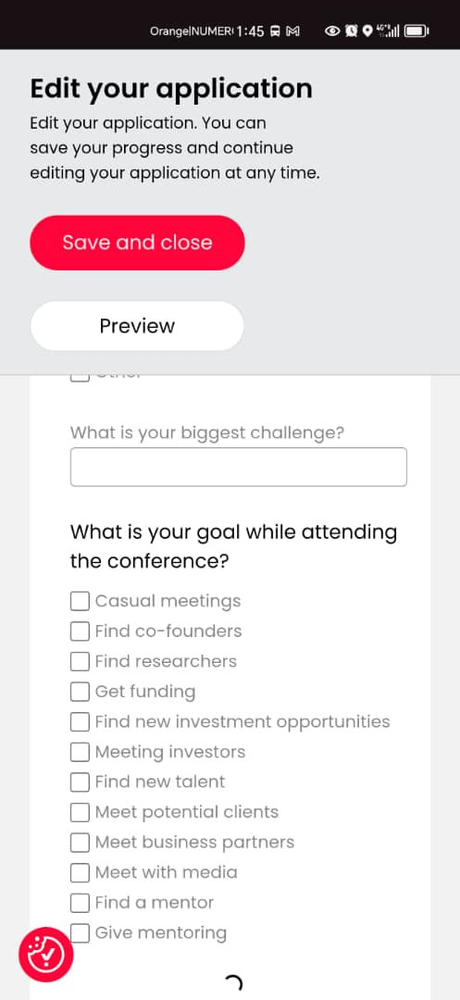 Orange|NUMERI 1:45
Edit your application
Edit your application. You can
save your progress and continue
editing your application at any time.
Save and close
Preview
What is your biggest challenge?
What is your goal while attending
the conference?
Casual meetings
Find co-founders
Find researchers
Get funding
Find new investment opportunities
Meeting investors
Find new talent
Meet potential clients
Meet business partners
Meet with media
Find a mentor
Give mentoring